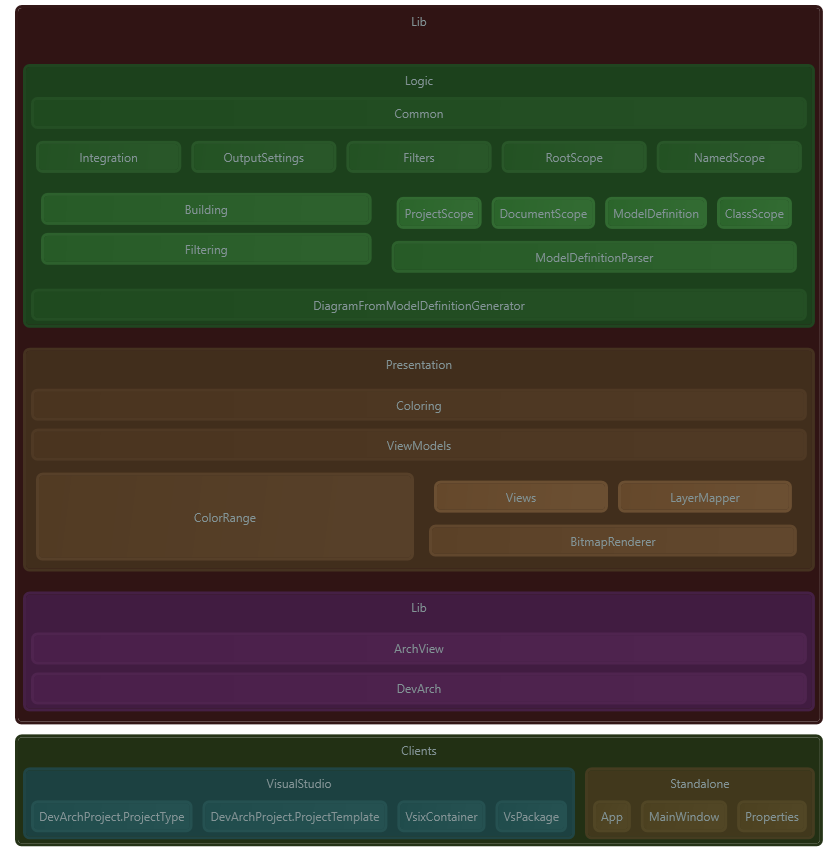 Lib
Logic
Common
Integration OutputSettings Filters RootScope NamedScope
Building
Filtering
ProjectScope DocumentScope ModelDefinition ClassScope
ModelDefinitionParser
DiagramFromModelDefinitionGenerator
Presentation
Coloring
ViewModels
ColorRange
Views LayerMapper
BitmapRenderer
Lib
ArchView
DevArch
Clients
VisualStudio
DevArchProject.ProjectType DevArchProject.ProjectTemplate VsixContainer VsPackage
Standalone
App MainWindow Properties